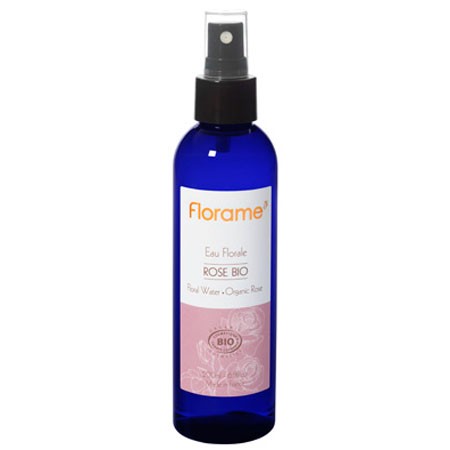 Florame
Eau Florale
ROSE BIO
Floral Water • Organic Rose
BIO